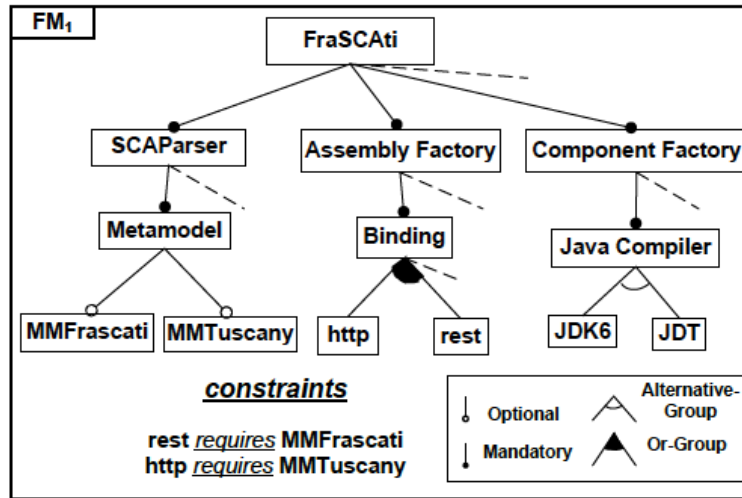 FM₁
FraSCAti
SCAParser
Assembly Factory
Component Factory
Metamodel
Binding
Java Compiler
MMFrascati
MMTuscany
http
rest
JDK6
JDT
constraints
rest requires MMFrascati
http requires MMTuscany
Optional
Mandatory
Alternative-
Group
Or-Group